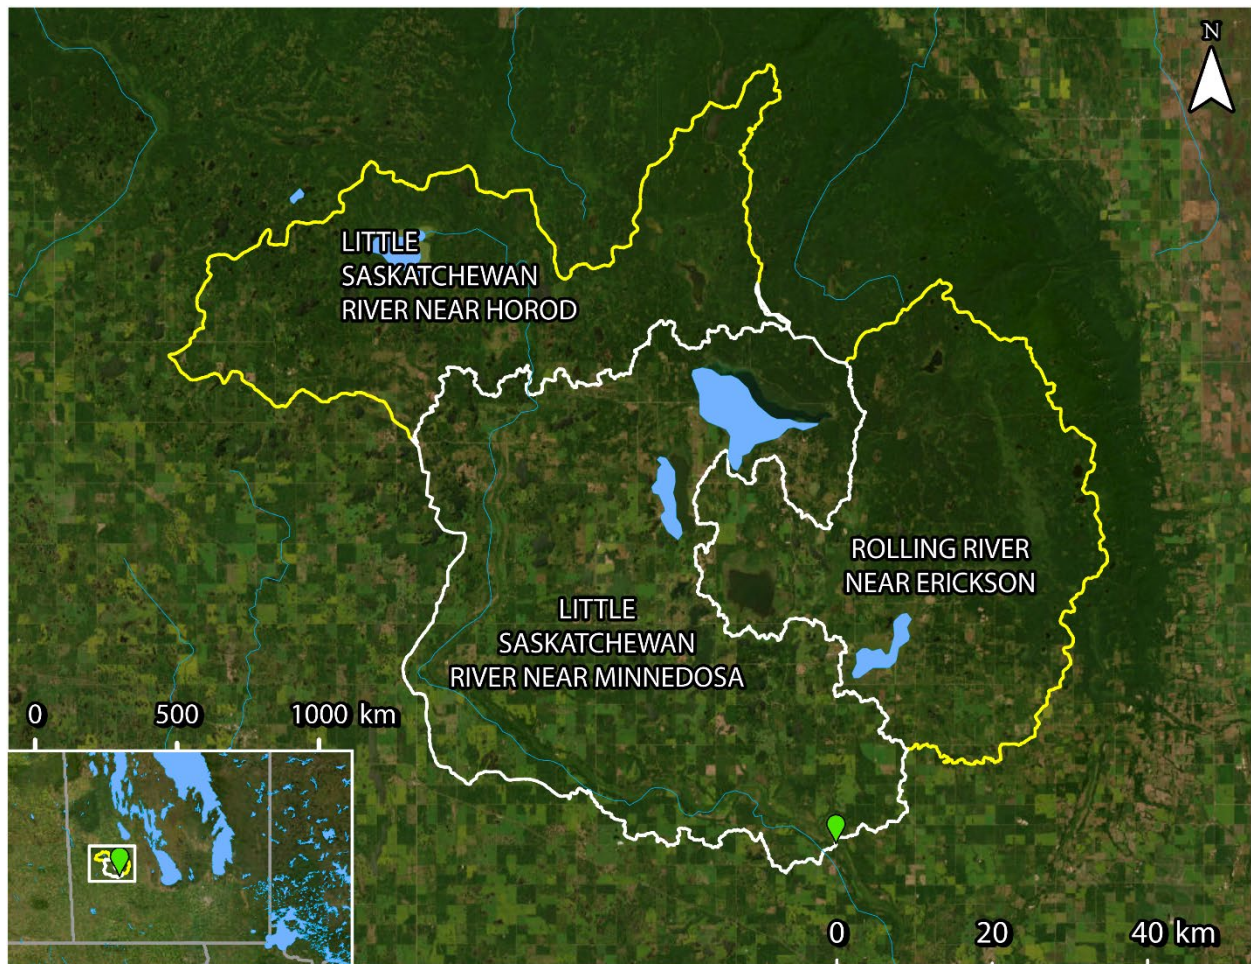 N
LITTLE
SASKATCHEWAN
RIVER NEAR HOROD
ROLLING RIVER
NEAR ERICKSON
LITTLE
SASKATCHEWAN
RIVER NEAR MINNEDOSA
0 500 1000 km
0 20 40 km